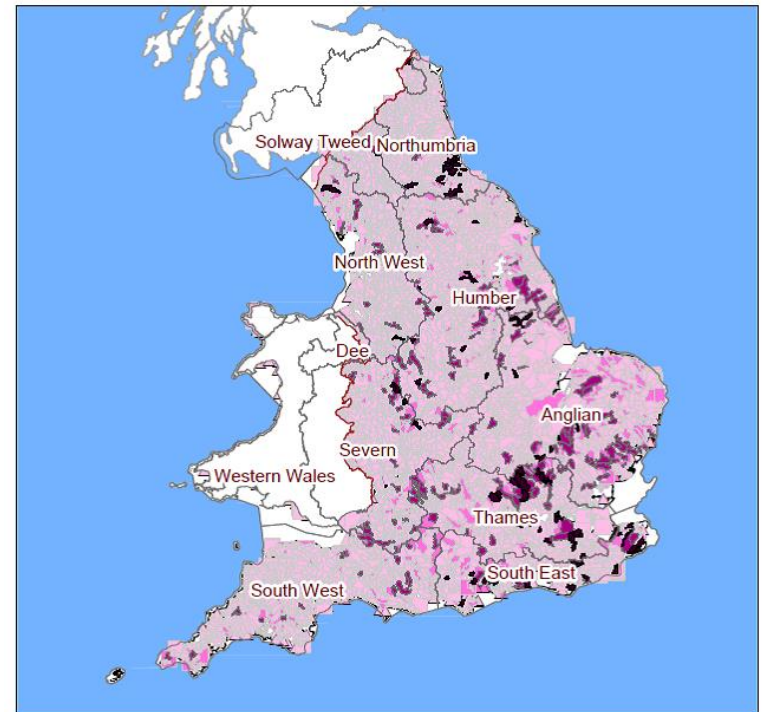 Solway Tweed
Northumbria
North West
Humber
Dee
Anglian
Severn
Western Wales
Thames
South East
South West